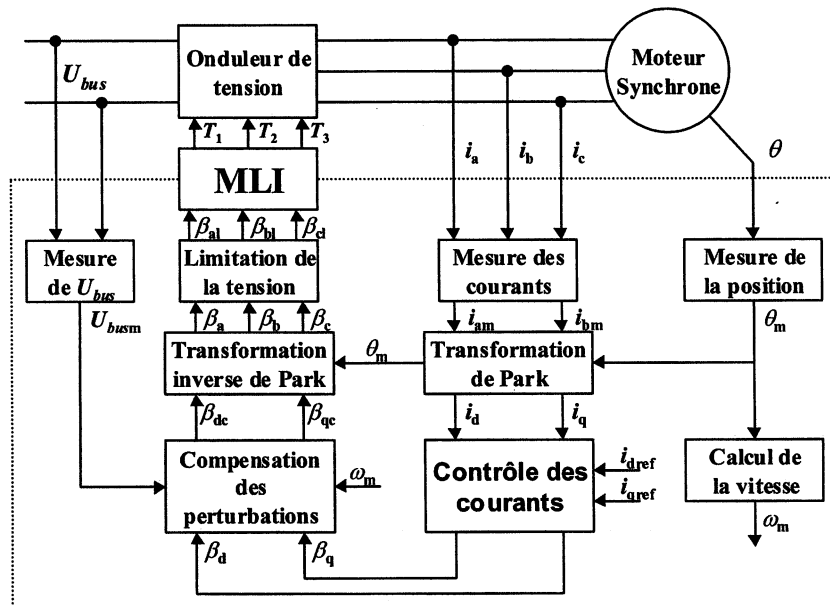 Onduleur de
tension
Moteur
Synchrone
U_bus
T_1 T_2 T_3
i_a i_b i_c
θ
MLI
β_al β_bl β_cl
Mesure
de U_bus
Limitation de
la tension
Mesure des
courants
Mesure de
la position
U_busm
β_a β_b β_c
i_am i_bm
θ_m
Transformation
inverse de Park
θ_m
Transformation
de Park
β_dc β_qc
i_d i_q
Compensation
des
perturbations
ω_m
Contrôle des
courants
i_dref
i_qref
Calcul de
la vitesse
ω_m
β_d β_q